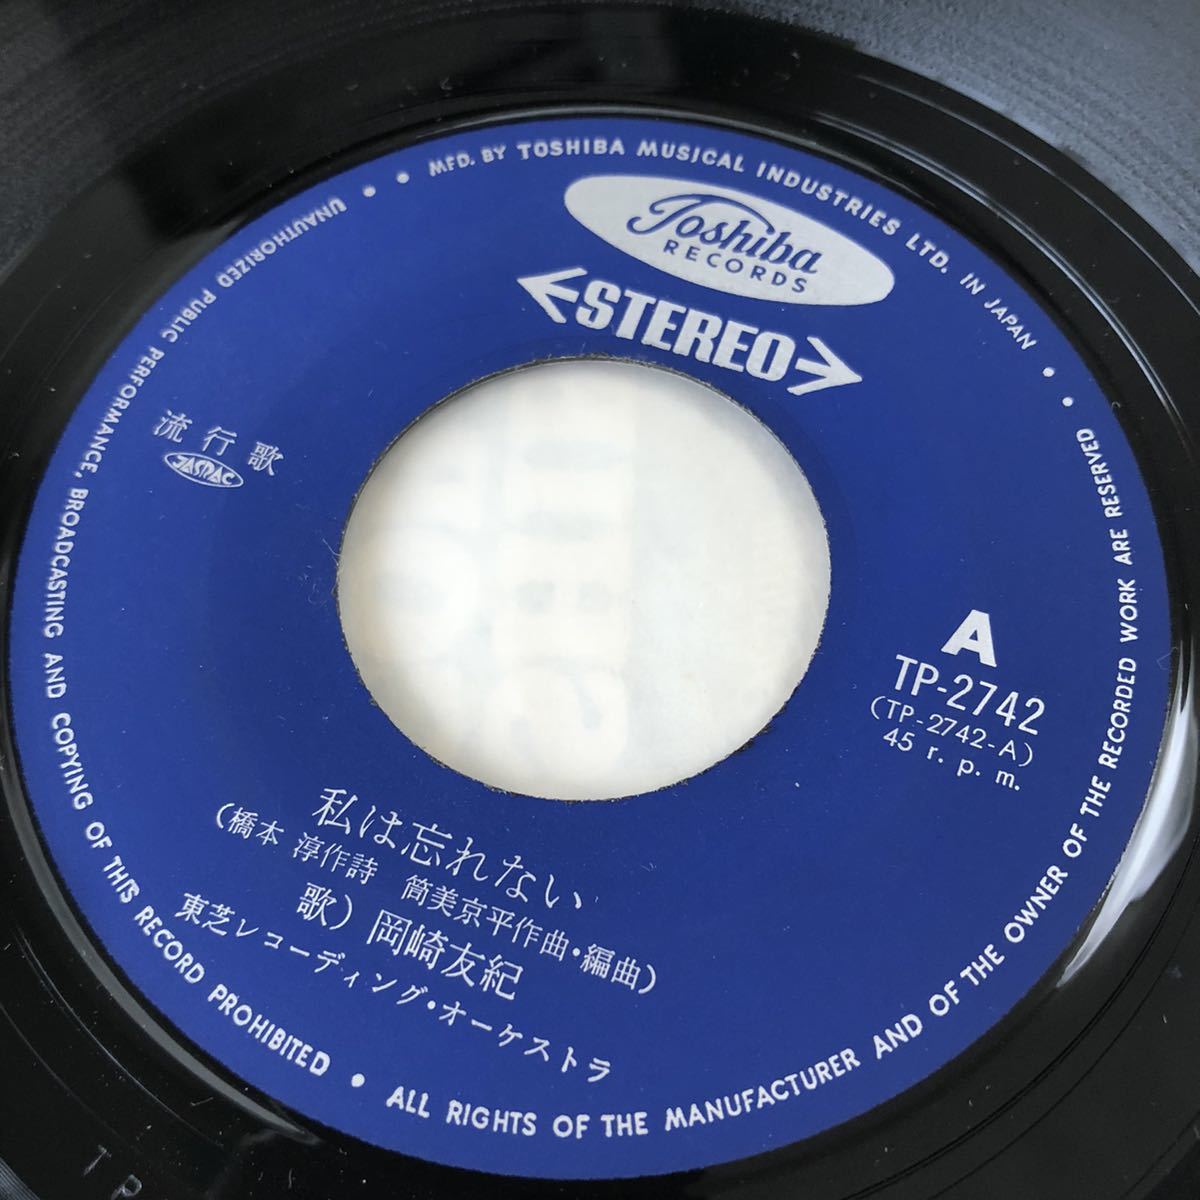 MFD. BY TOSHIBA MUSICAL INDUSTRIES LTD. IN JAPAN
Toshiba
RECORDS
STEREO
流行歌
JASRAC
A
TP-2742
(TP-2742-A)
45 r.p.m.
私は忘れない
(橋本 淳作詩 筒美京平作曲・編曲)
歌) 岡崎友紀
東芝レコーディング・オーケストラ
ALL RIGHTS OF THE MANUFACTURER AND OF THE OWNER OF THE RECORDED WORK ARE RESERVED
UNAUTHORIZED PUBLIC PERFORMANCE, BROADCASTING AND COPYING OF THIS RECORD PROHIBITED